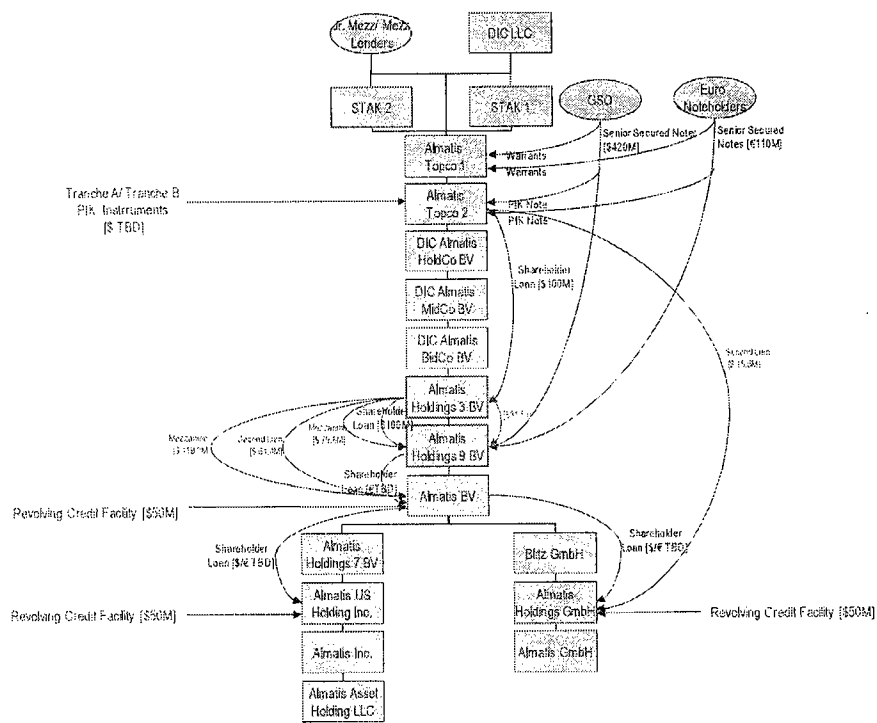 Jr. Mezz/ Mezz
Lenders
DIC LLC
STAK 2
STAK 1
GSO
Euro
Noteholders
Senior Secured Notes
[$420M]
Senior Secured
Notes [€110M]
Almatis
Topco 1
Warrants
Warrants
Tranche A/ Tranche B
PIK Instruments
[$ TBD]
Almatis
Topco 2
PIK Note
PIK Note
DIC Almatis
HoldCo BV
Shareholder
Loan [$100M]
DIC Almatis
MidCo BV
DIC Almatis
BidCo BV
Second Lien
Almatis
Holdings 3 BV
Shareholder
Loan [$100M]
Mezzanine
Second Lien
Mezzanine
Almatis
Holdings 9 BV
Shareholder
Loan [€TBD]
Almatis BV
Revolving Credit Facility [$50M]
Shareholder
Loan [$/€ TBD]
Almatis
Holdings 7 BV
Blitz GmbH
Shareholder
Loan [$/€ TBD]
Almatis US
Holding Inc.
Almatis
Holdings GmbH
Revolving Credit Facility [$50M]
Revolving Credit Facility [$50M]
Almatis Inc.
Almatis GmbH
Almatis Asset
Holding LLC